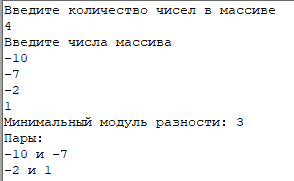 Введите количество чисел в массиве
4
Введите числа массива
-10
-7
-2
1
Минимальный модуль разности: 3
Пары:
-10 и -7
-2 и 1